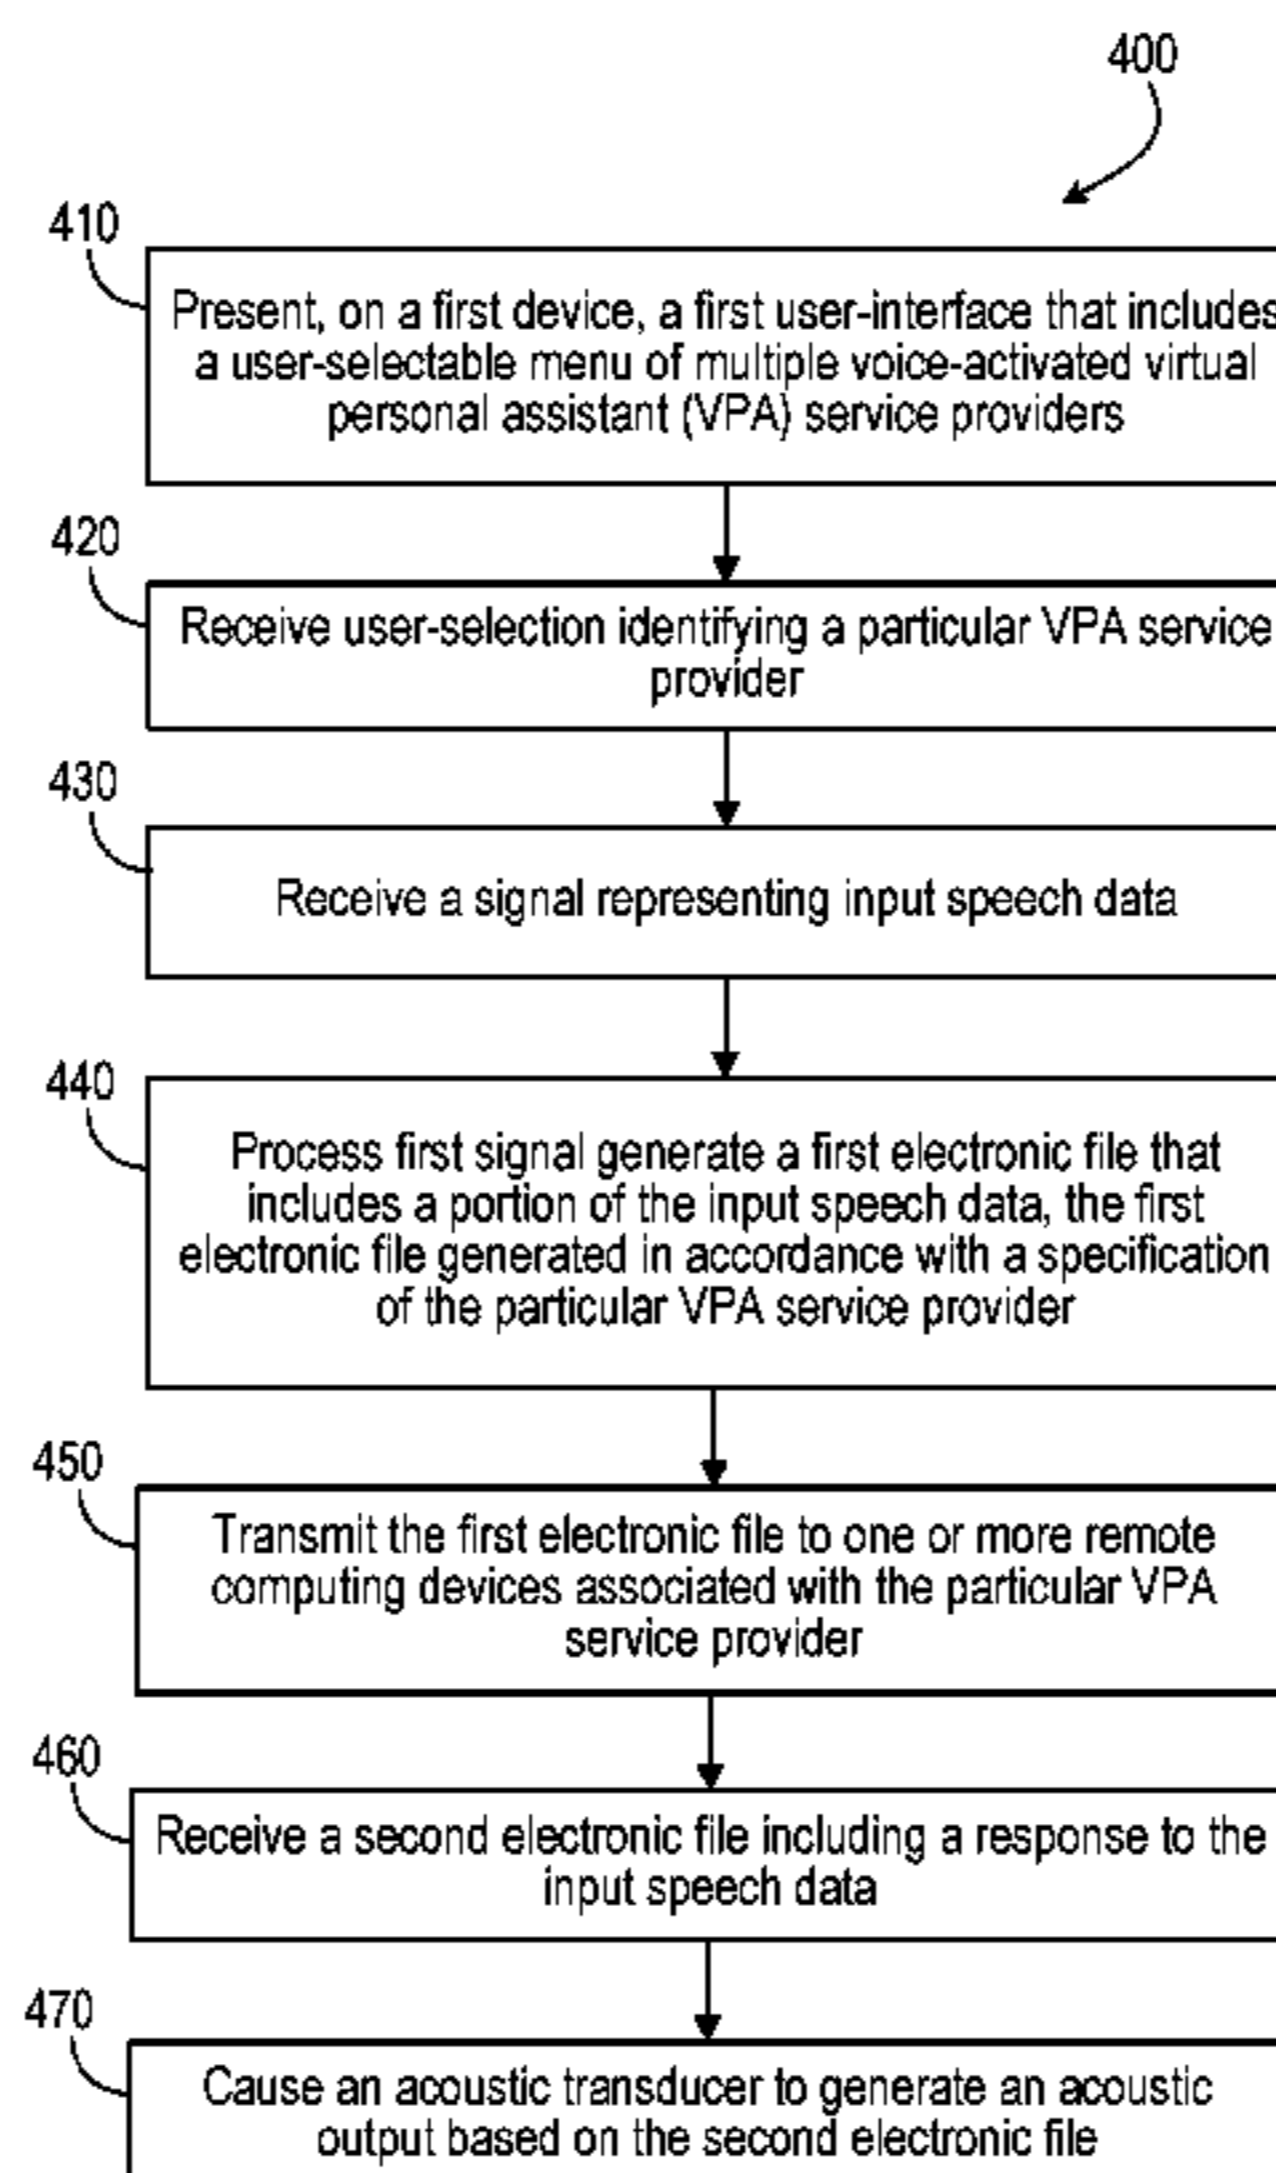 400
410
Present, on a first device, a first user-interface that includes
a user-selectable menu of multiple voice-activated virtual
personal assistant (VPA) service providers
420
Receive user-selection identifying a particular VPA service
provider
430
Receive a signal representing input speech data
440
Process first signal generate a first electronic file that
includes a portion of the input speech data, the first
electronic file generated in accordance with a specification
of the particular VPA service provider
450
Transmit the first electronic file to one or more remote
computing devices associated with the particular VPA
service provider
460
Receive a second electronic file including a response to the
input speech data
470
Cause an acoustic transducer to generate an acoustic
output based on the second electronic file